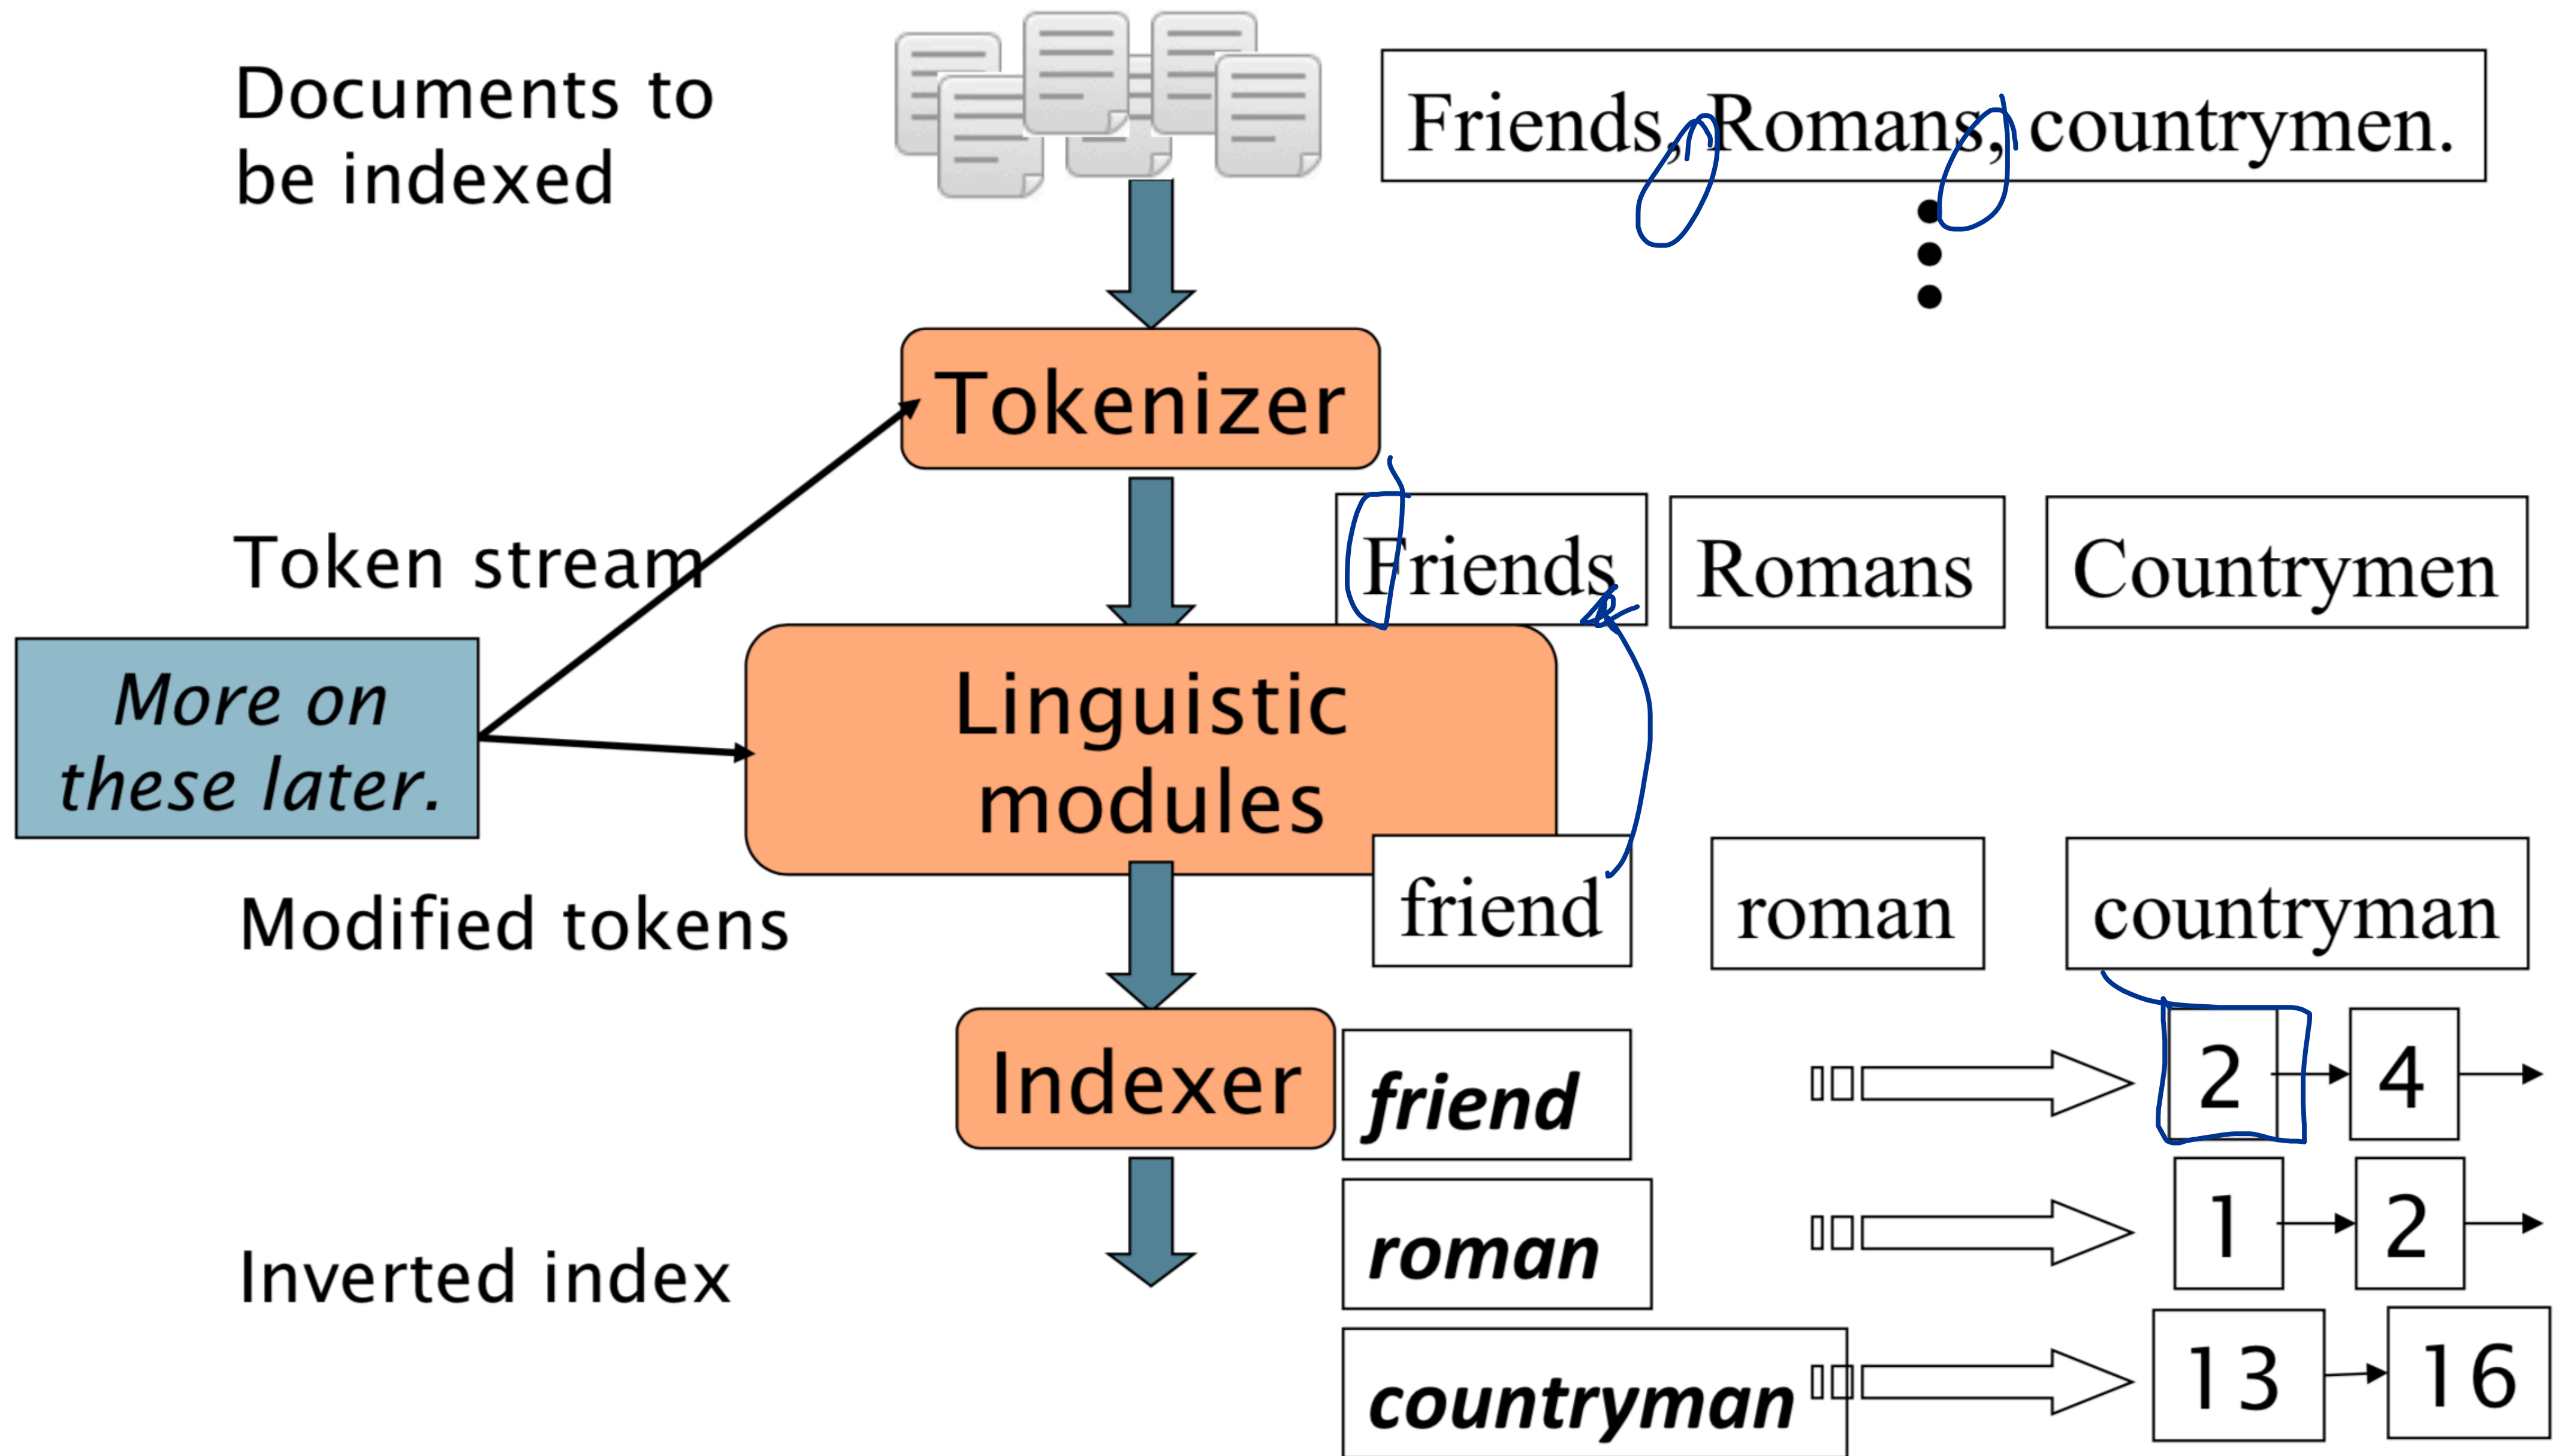 Documents to
be indexed
Friends, Romans, countrymen.
Tokenizer
Token stream
Friends
Romans
Countrymen
More on
these later.
Linguistic
modules
Modified tokens
friend
roman
countryman
Indexer
friend
2
4
roman
1
2
Inverted index
countryman
13
16